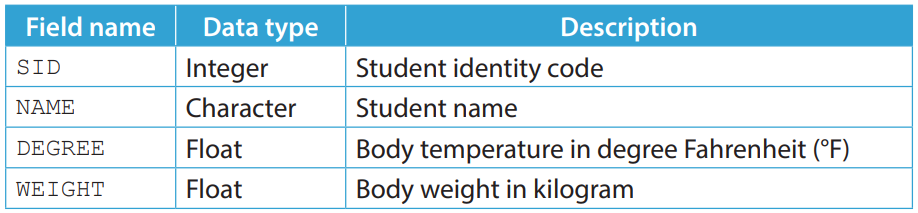 Field name Data type Description
SID Integer Student identity code
NAME Character Student name
DEGREE Float Body temperature in degree Fahrenheit (°F)
WEIGHT Float Body weight in kilogram